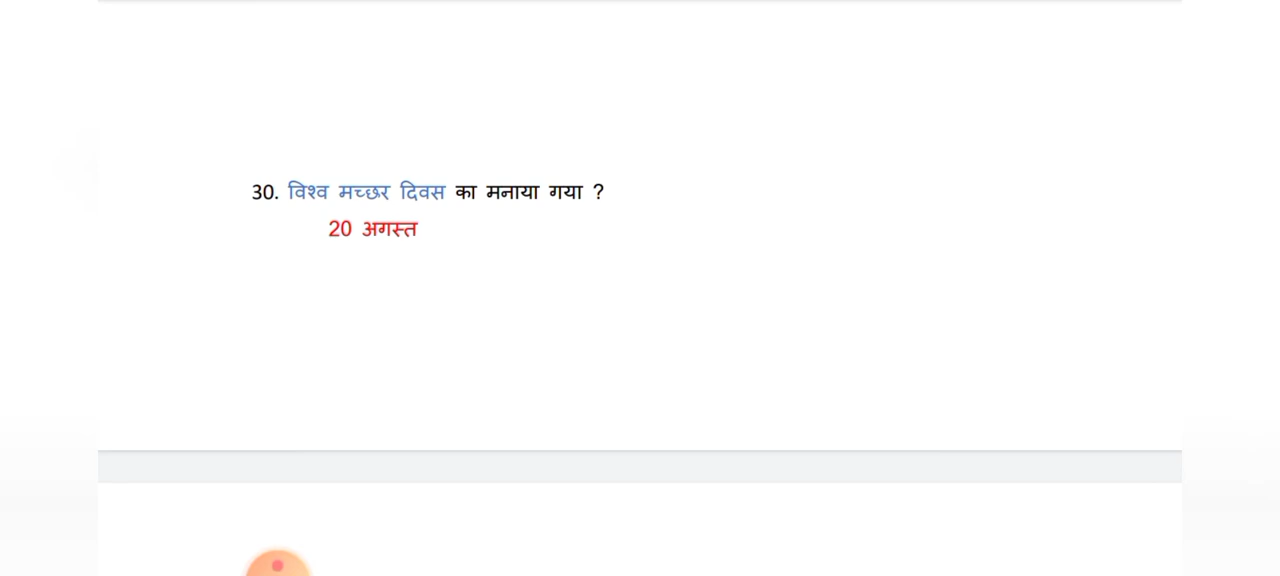 30. विश्व मच्छर दिवस का मनाया गया ?
20 अगस्त